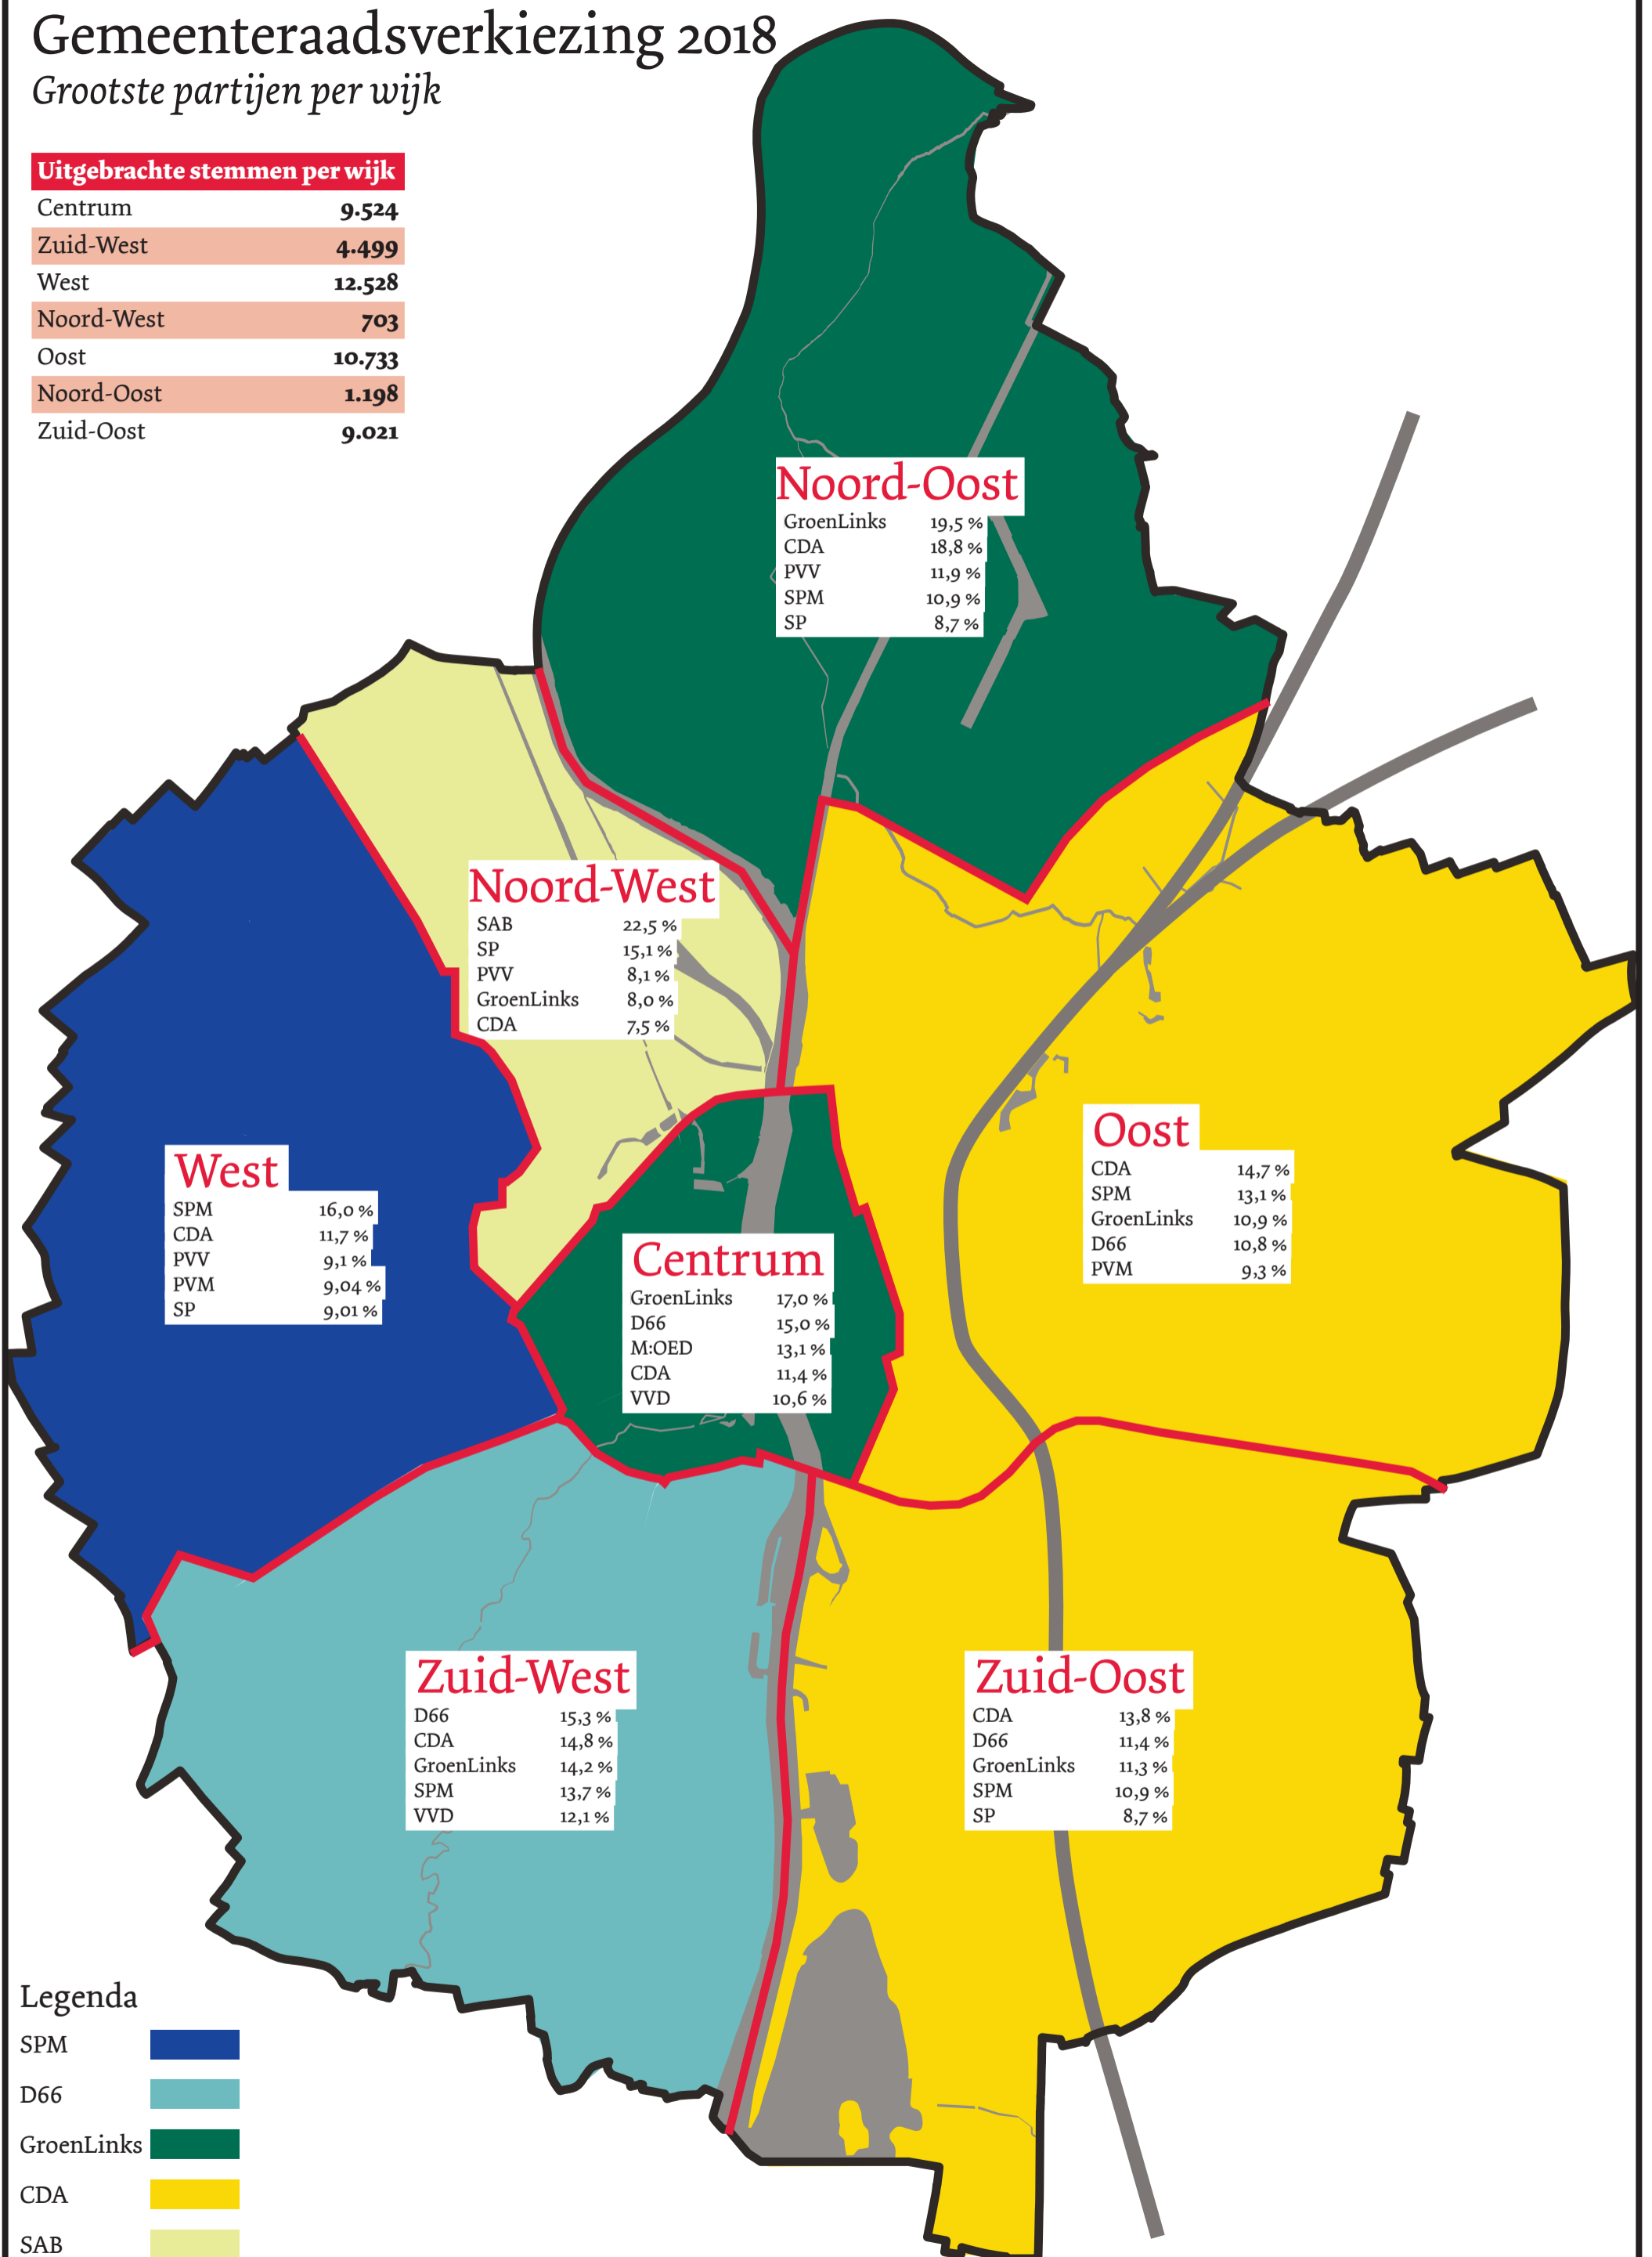 Gemeenteraadsverkiezing 2018
Grootste partijen per wijk
Uitgebrachte stemmen per wijk
Centrum 9.524
Zuid-West 4.499
West 12.528
Noord-West 703
Oost 10.733
Noord-Oost 1.198
Zuid-Oost 9.021
Noord-Oost
GroenLinks 19,5 %
CDA 18,8 %
PVV 11,9 %
SPM 10,9 %
SP 8,7 %
Noord-West
SAB 22,5 %
SP 15,1 %
PVV 8,1 %
GroenLinks 8,0 %
CDA 7,5 %
West
SPM 16,0 %
CDA 11,7 %
PVV 9,1 %
PVM 9,04 %
SP 9,01 %
Centrum
GroenLinks 17,0 %
D66 15,0 %
M:OED 13,1 %
CDA 11,4 %
VVD 10,6 %
Oost
CDA 14,7 %
SPM 13,1 %
GroenLinks 10,9 %
D66 10,8 %
PVM 9,3 %
Zuid-West
D66 15,3 %
CDA 14,8 %
GroenLinks 14,2 %
SPM 13,7 %
VVD 12,1 %
Zuid-Oost
CDA 13,8 %
D66 11,4 %
GroenLinks 11,3 %
SPM 10,9 %
SP 8,7 %
Legenda
SPM
D66
GroenLinks
CDA
SAB